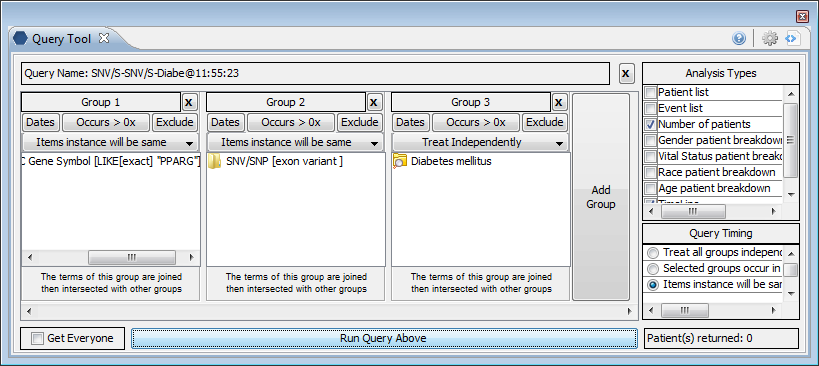 Query Tool
Query Name: SNV/S-SNV/S-Diabe@11:55:23
x
Group 1
x
Group 2
x
Group 3
x
Dates
Occurs > 0x
Exclude
Dates
Occurs > 0x
Exclude
Dates
Occurs > 0x
Exclude
Items instance will be same
Items instance will be same
Treat Independently
C Gene Symbol [LIKE[exact] "PPARG"]
SNV/SNP [exon variant ]
Diabetes mellitus
The terms of this group are joined
then intersected with other groups
The terms of this group are joined
then intersected with other groups
The terms of this group are joined
then intersected with other groups
Add
Group
Analysis Types
Patient list
Event list
Number of patients
Gender patient breakdown
Vital Status patient breakd
Race patient breakdown
Age patient breakdown
Query Timing
Treat all groups independ
Selected groups occur in
Items instance will be sar
Get Everyone
Run Query Above
Patient(s) returned: 0